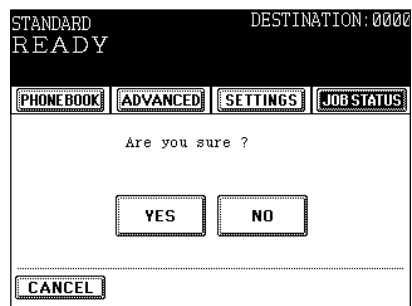 STANDARD DESTINATION:0000
READY
PHONEBOOK ADVANCED SETTINGS JOB STATUS
Are you sure ?
YES NO
CANCEL